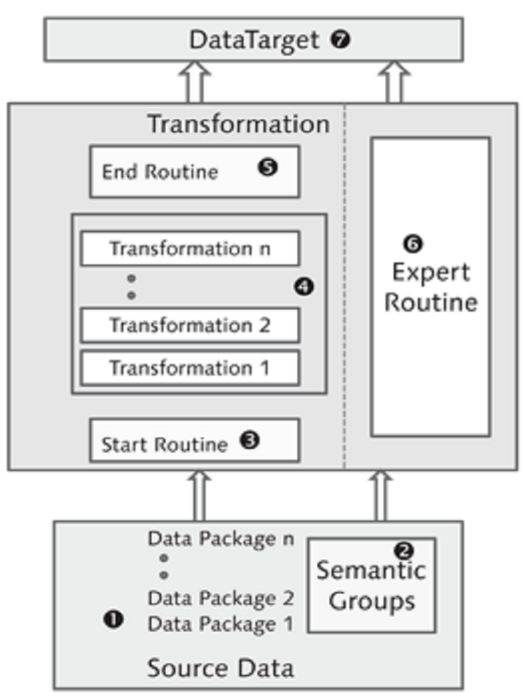 DataTarget ❼
Transformation
End Routine ❺
Transformation n
❹
Transformation 2
Transformation 1
Start Routine ❸
❻
Expert
Routine
Data Package n
❷
Semantic
Groups
Data Package 2
❶
Data Package 1
Source Data